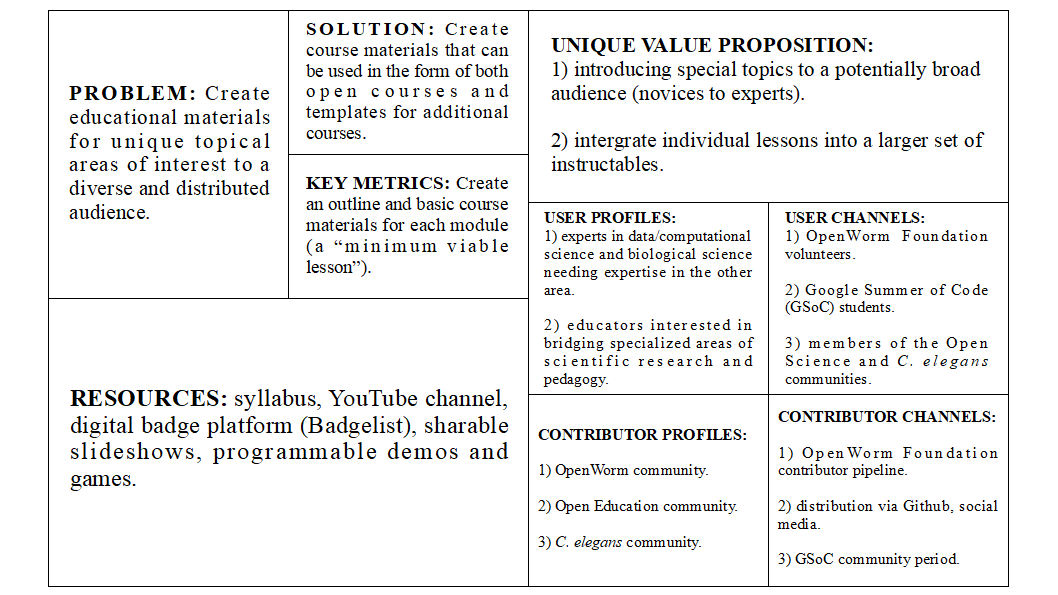 PROBLEM: Create
educational materials
for unique topical
areas of interest to a
diverse and distributed
audience.
SOLUTION: Create
course materials that can
be used in the form of both
open courses and
templates for additional
courses.
KEY METRICS: Create
an outline and basic course
materials for each module
(a “minimum viable
lesson”).
UNIQUE VALUE PROPOSITION:
1) introducing special topics to a potentially broad
audience (novices to experts).
2) intergrate individual lessons into a larger set of
instructables.
USER PROFILES:
1) experts in data/computational
science and biological science
needing expertise in the other
area.
2) educators interested in
bridging specialized areas of
scientific research and
pedagogy.
USER CHANNELS:
1) OpenWorm Foundation
volunteers.
2) Google Summer of Code
(GSoC) students.
3) members of the Open
Science and C. elegans
communities.
RESOURCES: syllabus, YouTube channel,
digital badge platform (Badgelist), sharable
slideshows, programmable demos and
games.
CONTRIBUTOR PROFILES:
1) OpenWorm community.
2) Open Education community.
3) C. elegans community.
CONTRIBUTOR CHANNELS:
1) OpenWorm Foundation
contributor pipeline.
2) distribution via Github, social
media.
3) GSoC community period.